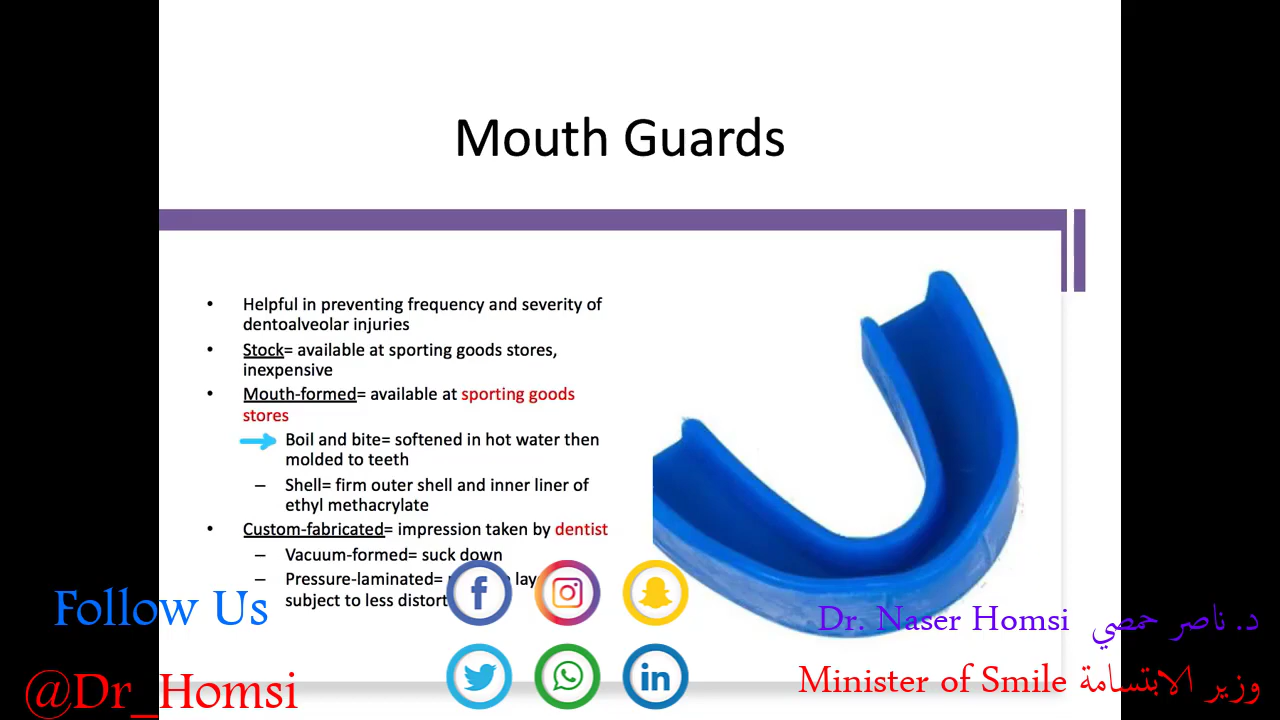 Mouth Guards
• Helpful in preventing frequency and severity of
dentoalveolar injuries
• Stock= available at sporting goods stores,
inexpensive
• Mouth-formed= available at sporting goods
stores
Boil and bite= softened in hot water then
molded to teeth
– Shell= firm outer shell and inner liner of
ethyl methacrylate
• Custom-fabricated= impression taken by dentist
– Vacuum-formed= suck down
– Pressure-laminated=
subject to less
Follow Us
@Dr_Homsi
Dr. Naser Homsi د. ناصر حمصي
Minister of Smile وزير الابتسامة